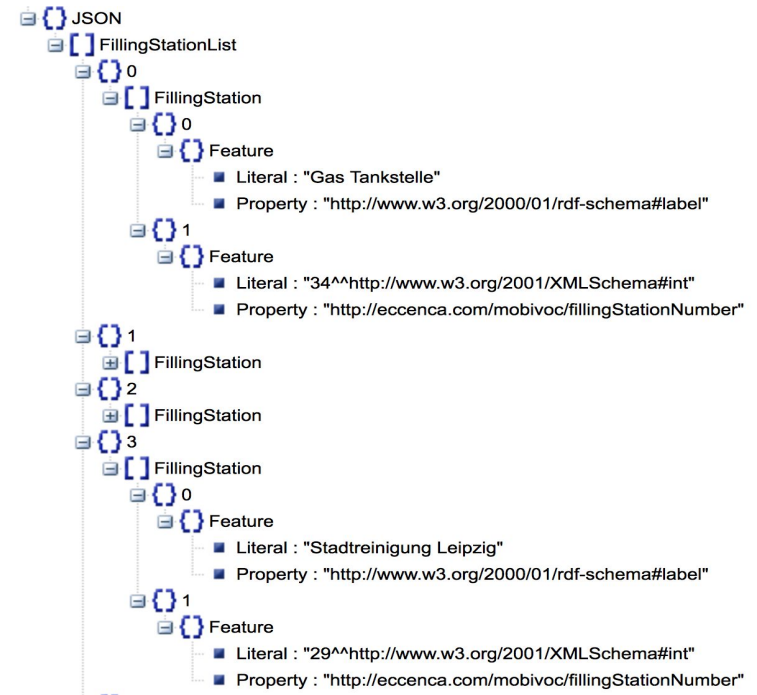 JSON
FillingStationList
0
FillingStation
0
Feature
Literal : "Gas Tankstelle"
Property : "http://www.w3.org/2000/01/rdf-schema#label"
1
Feature
Literal : "34^^http://www.w3.org/2001/XMLSchema#int"
Property : "http://eccenca.com/mobivoc/fillingStationNumber"
1
FillingStation
2
FillingStation
3
FillingStation
0
Feature
Literal : "Stadtreinigung Leipzig"
Property : "http://www.w3.org/2000/01/rdf-schema#label"
1
Feature
Literal : "29^^http://www.w3.org/2001/XMLSchema#int"
Property : "http://eccenca.com/mobivoc/fillingStationNumber"